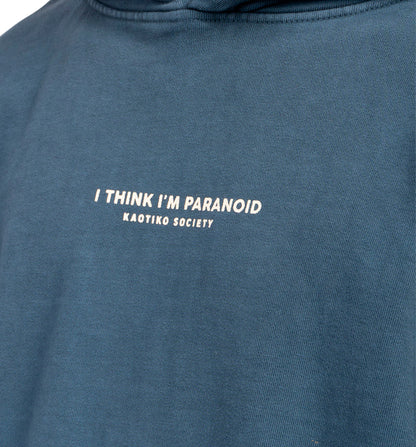 I THINK I'M PARANOID
KAOTIKO SOCIETY